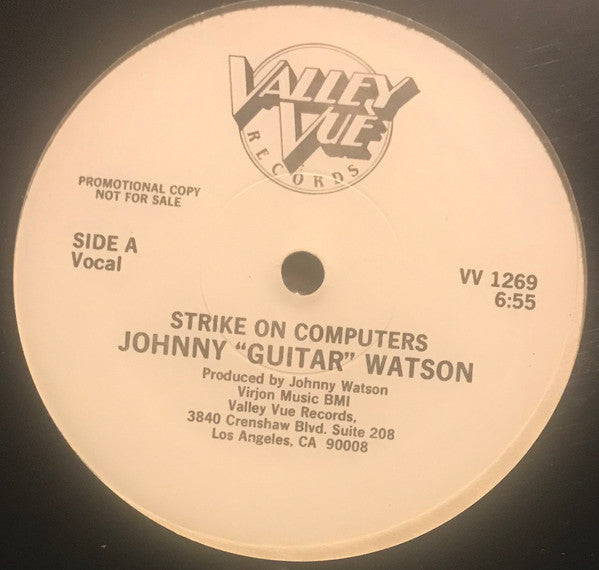 VALLEY
VUE
RECORDS
PROMOTIONAL COPY
NOT FOR SALE
SIDE A
Vocal
VV 1269
6:55
STRIKE ON COMPUTERS
JOHNNY "GUITAR" WATSON
Produced by Johnny Watson
Virjon Music BMI
Valley Vue Records,
3840 Crenshaw Blvd. Suite 208
Los Angeles, CA 90008